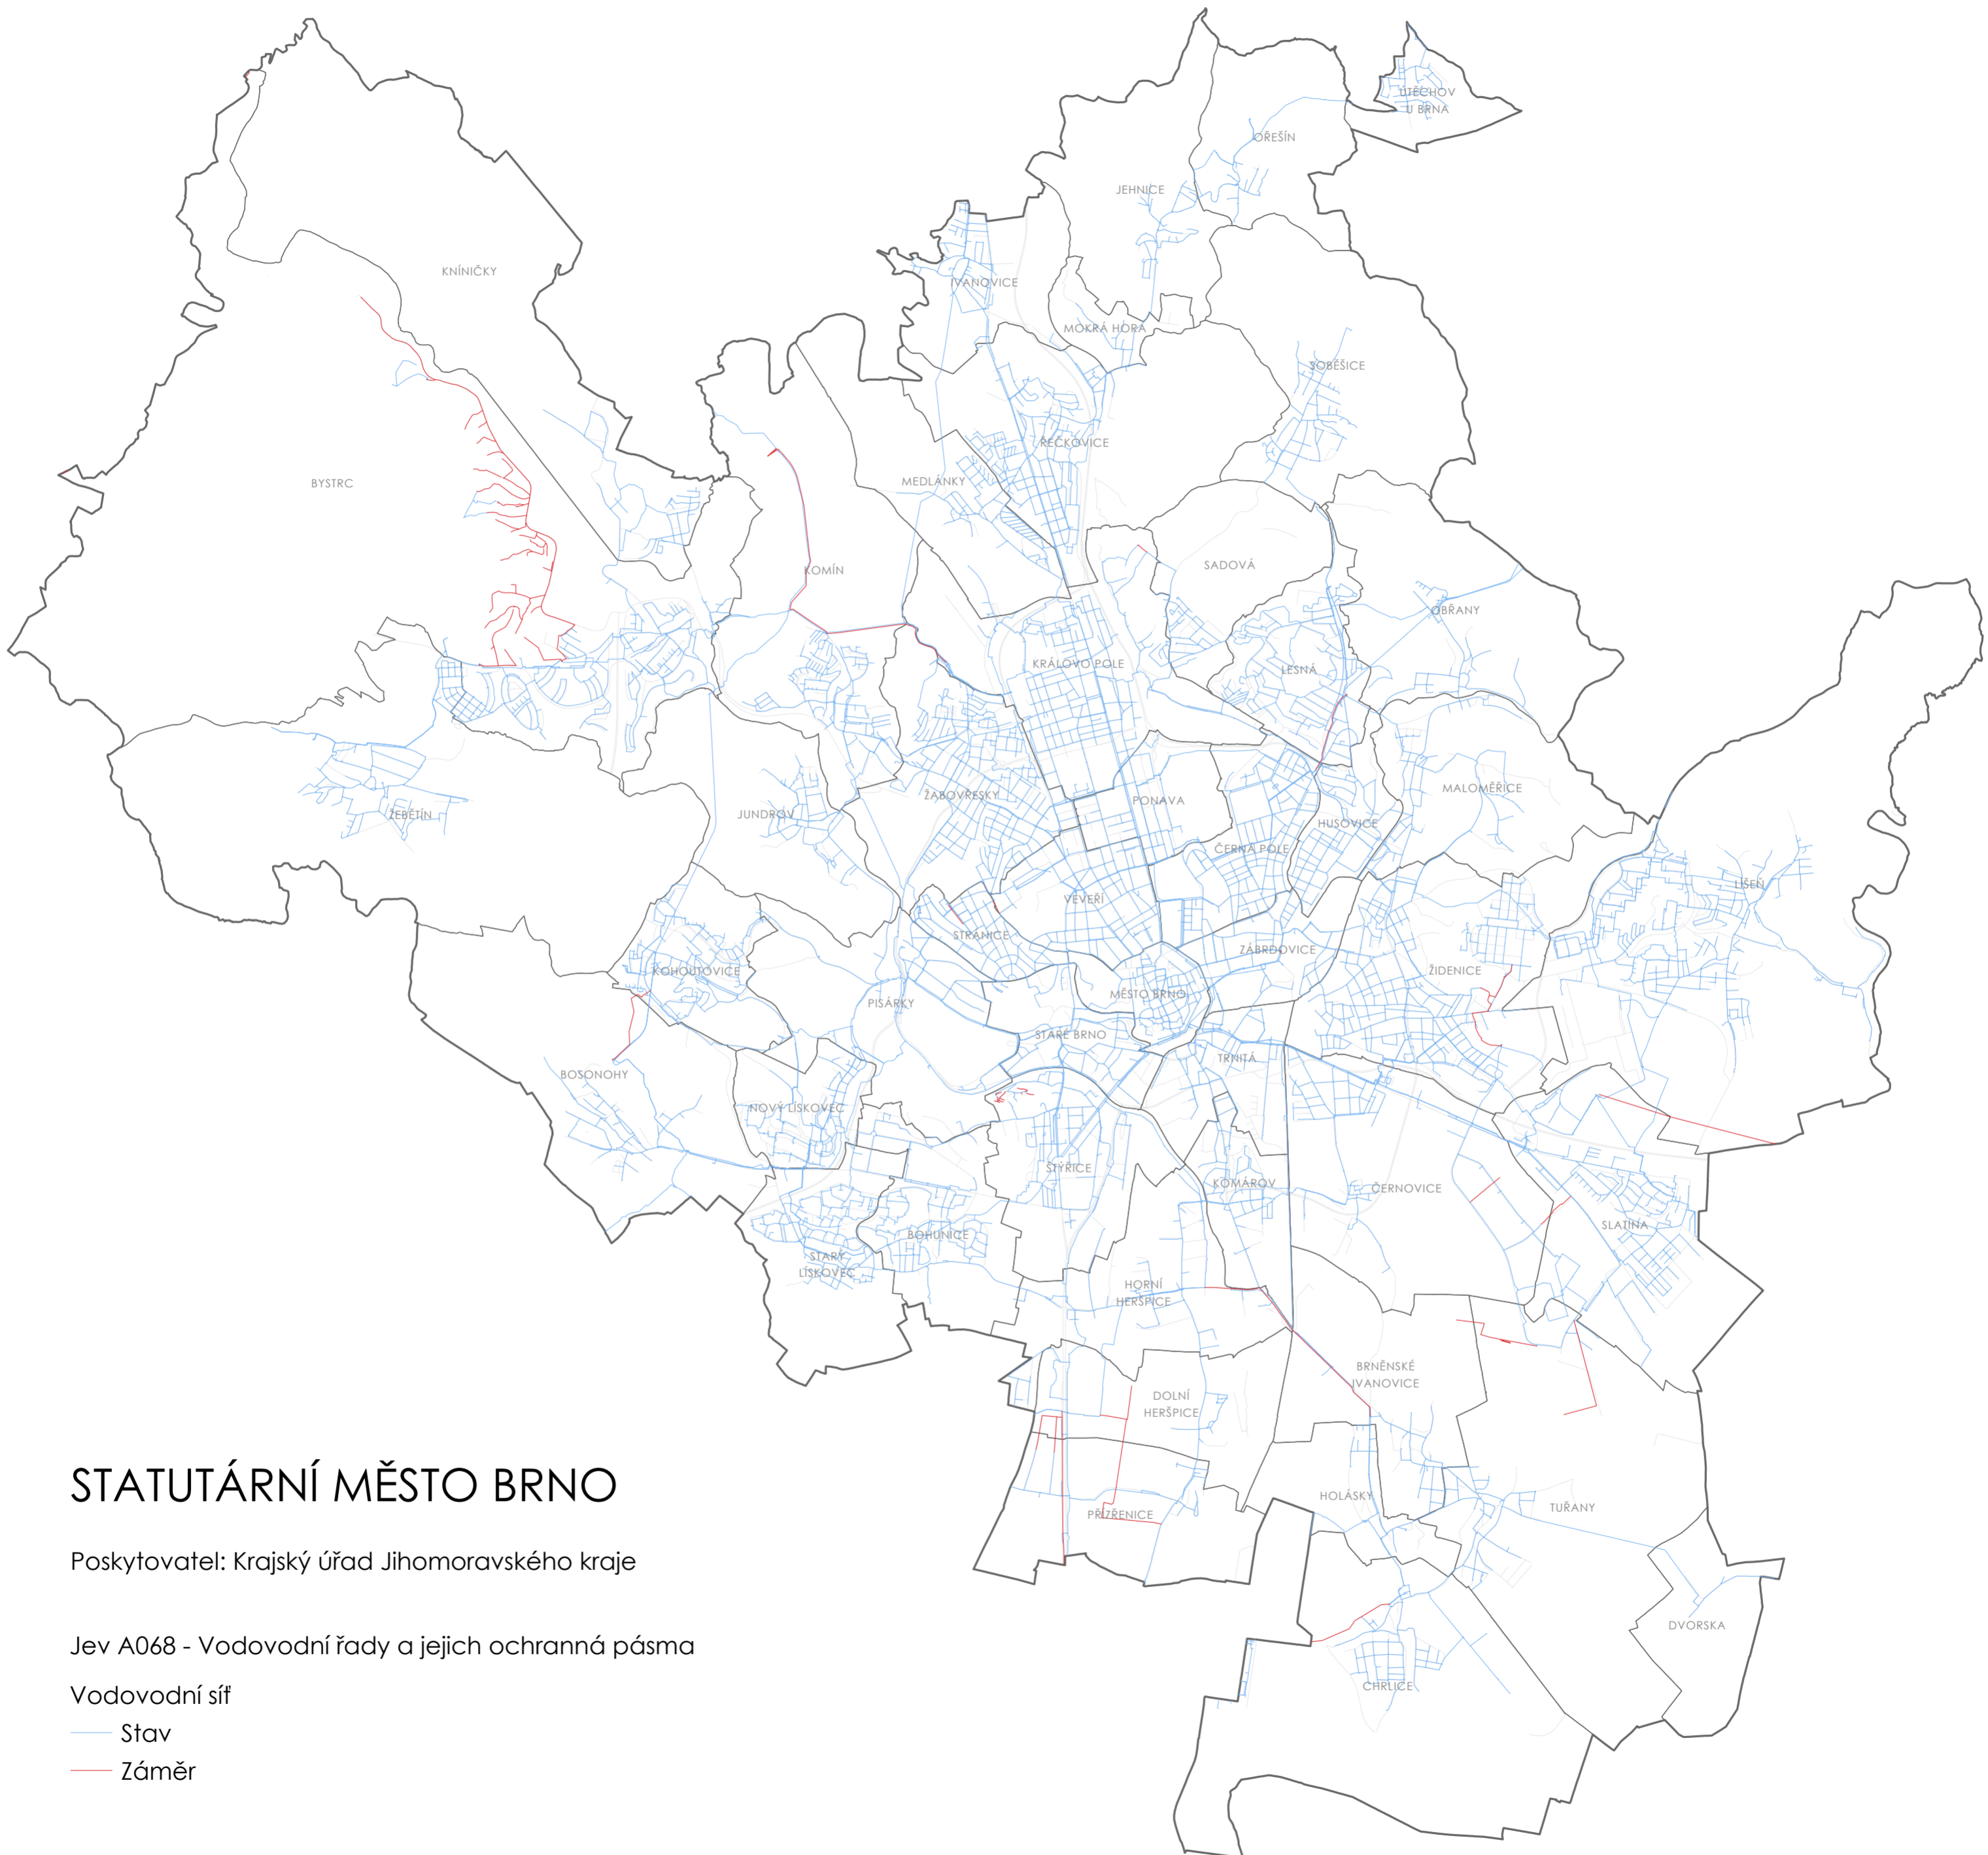 ÚTĚCHOV
U BRNA
OŘEŠÍN
JEHNICE
KNÍNIČKY
IVANOVICE
MOKRÁ HORA
SOBĚŠICE
ŘEČKOVICE
BYSTRC
MEDLÁNKY
KOMÍN
SADOVÁ
OBŘANY
KRÁLOVO POLE
LESNÁ
MALOMĚŘICE
ŽABOVŘESKY
PONAVA
ŽEBĚTÍN
JUNDROV
HUSOVICE
ČERNÁ POLE
LÍŠEŇ
VEVEŘÍ
STRÁNICE
ZÁBRDOVICE
KOHOUTOVICE
ŽIDENICE
MĚSTO BRNO
PISÁRKY
STARÉ BRNO
TRNITÁ
BOSONOHY
NOVÝ LÍSKOVEC
ŠTÝŘICE
KOMÁROV
ČERNOVICE
SLATINA
BOHUNICE
STARÝ
LÍSKOVEC
HORNÍ
HERŠPICE
BRNĚNSKÉ
IVANOVICE
DOLNÍ
HERŠPICE
HOLÁSKY
TUŘANY
PŘÍZŘENICE
DVORSKA
CHRLICE
STATUTÁRNÍ MĚSTO BRNO
Poskytovatel: Krajský úřad Jihomoravského kraje
Jev A068 - Vodovodní řady a jejich ochranná pásma
Vodovodní síť
Stav
Záměr